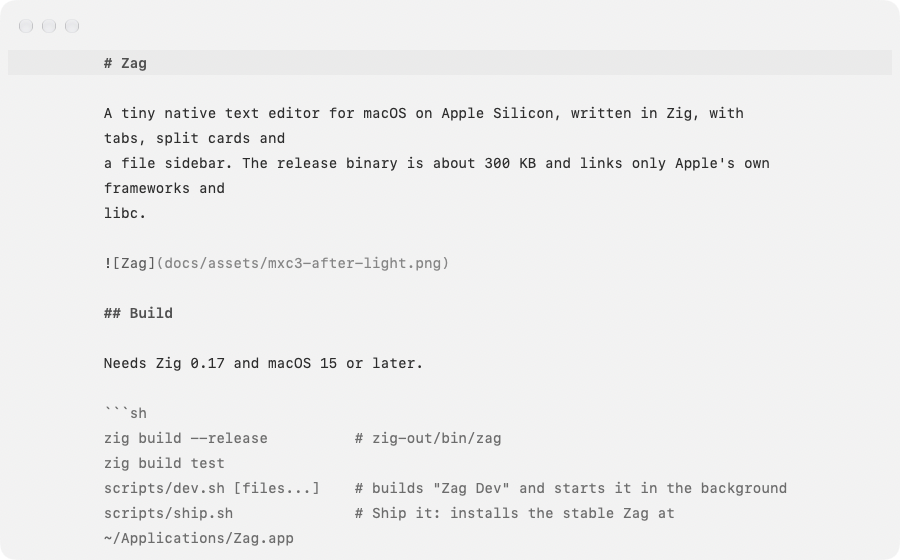 # Zag
A tiny native text editor for macOS on Apple Silicon, written in Zig, with
tabs, split cards and
a file sidebar. The release binary is about 300 KB and links only Apple's own
frameworks and
libc.
![Zag](docs/assets/mxc3-after-light.png)
## Build
Needs Zig 0.17 and macOS 15 or later.
```sh
zig build --release          # zig-out/bin/zag
zig build test
scripts/dev.sh [files...]    # builds "Zag Dev" and starts it in the background
scripts/ship.sh              # Ship it: installs the stable Zag at
~/Applications/Zag.app